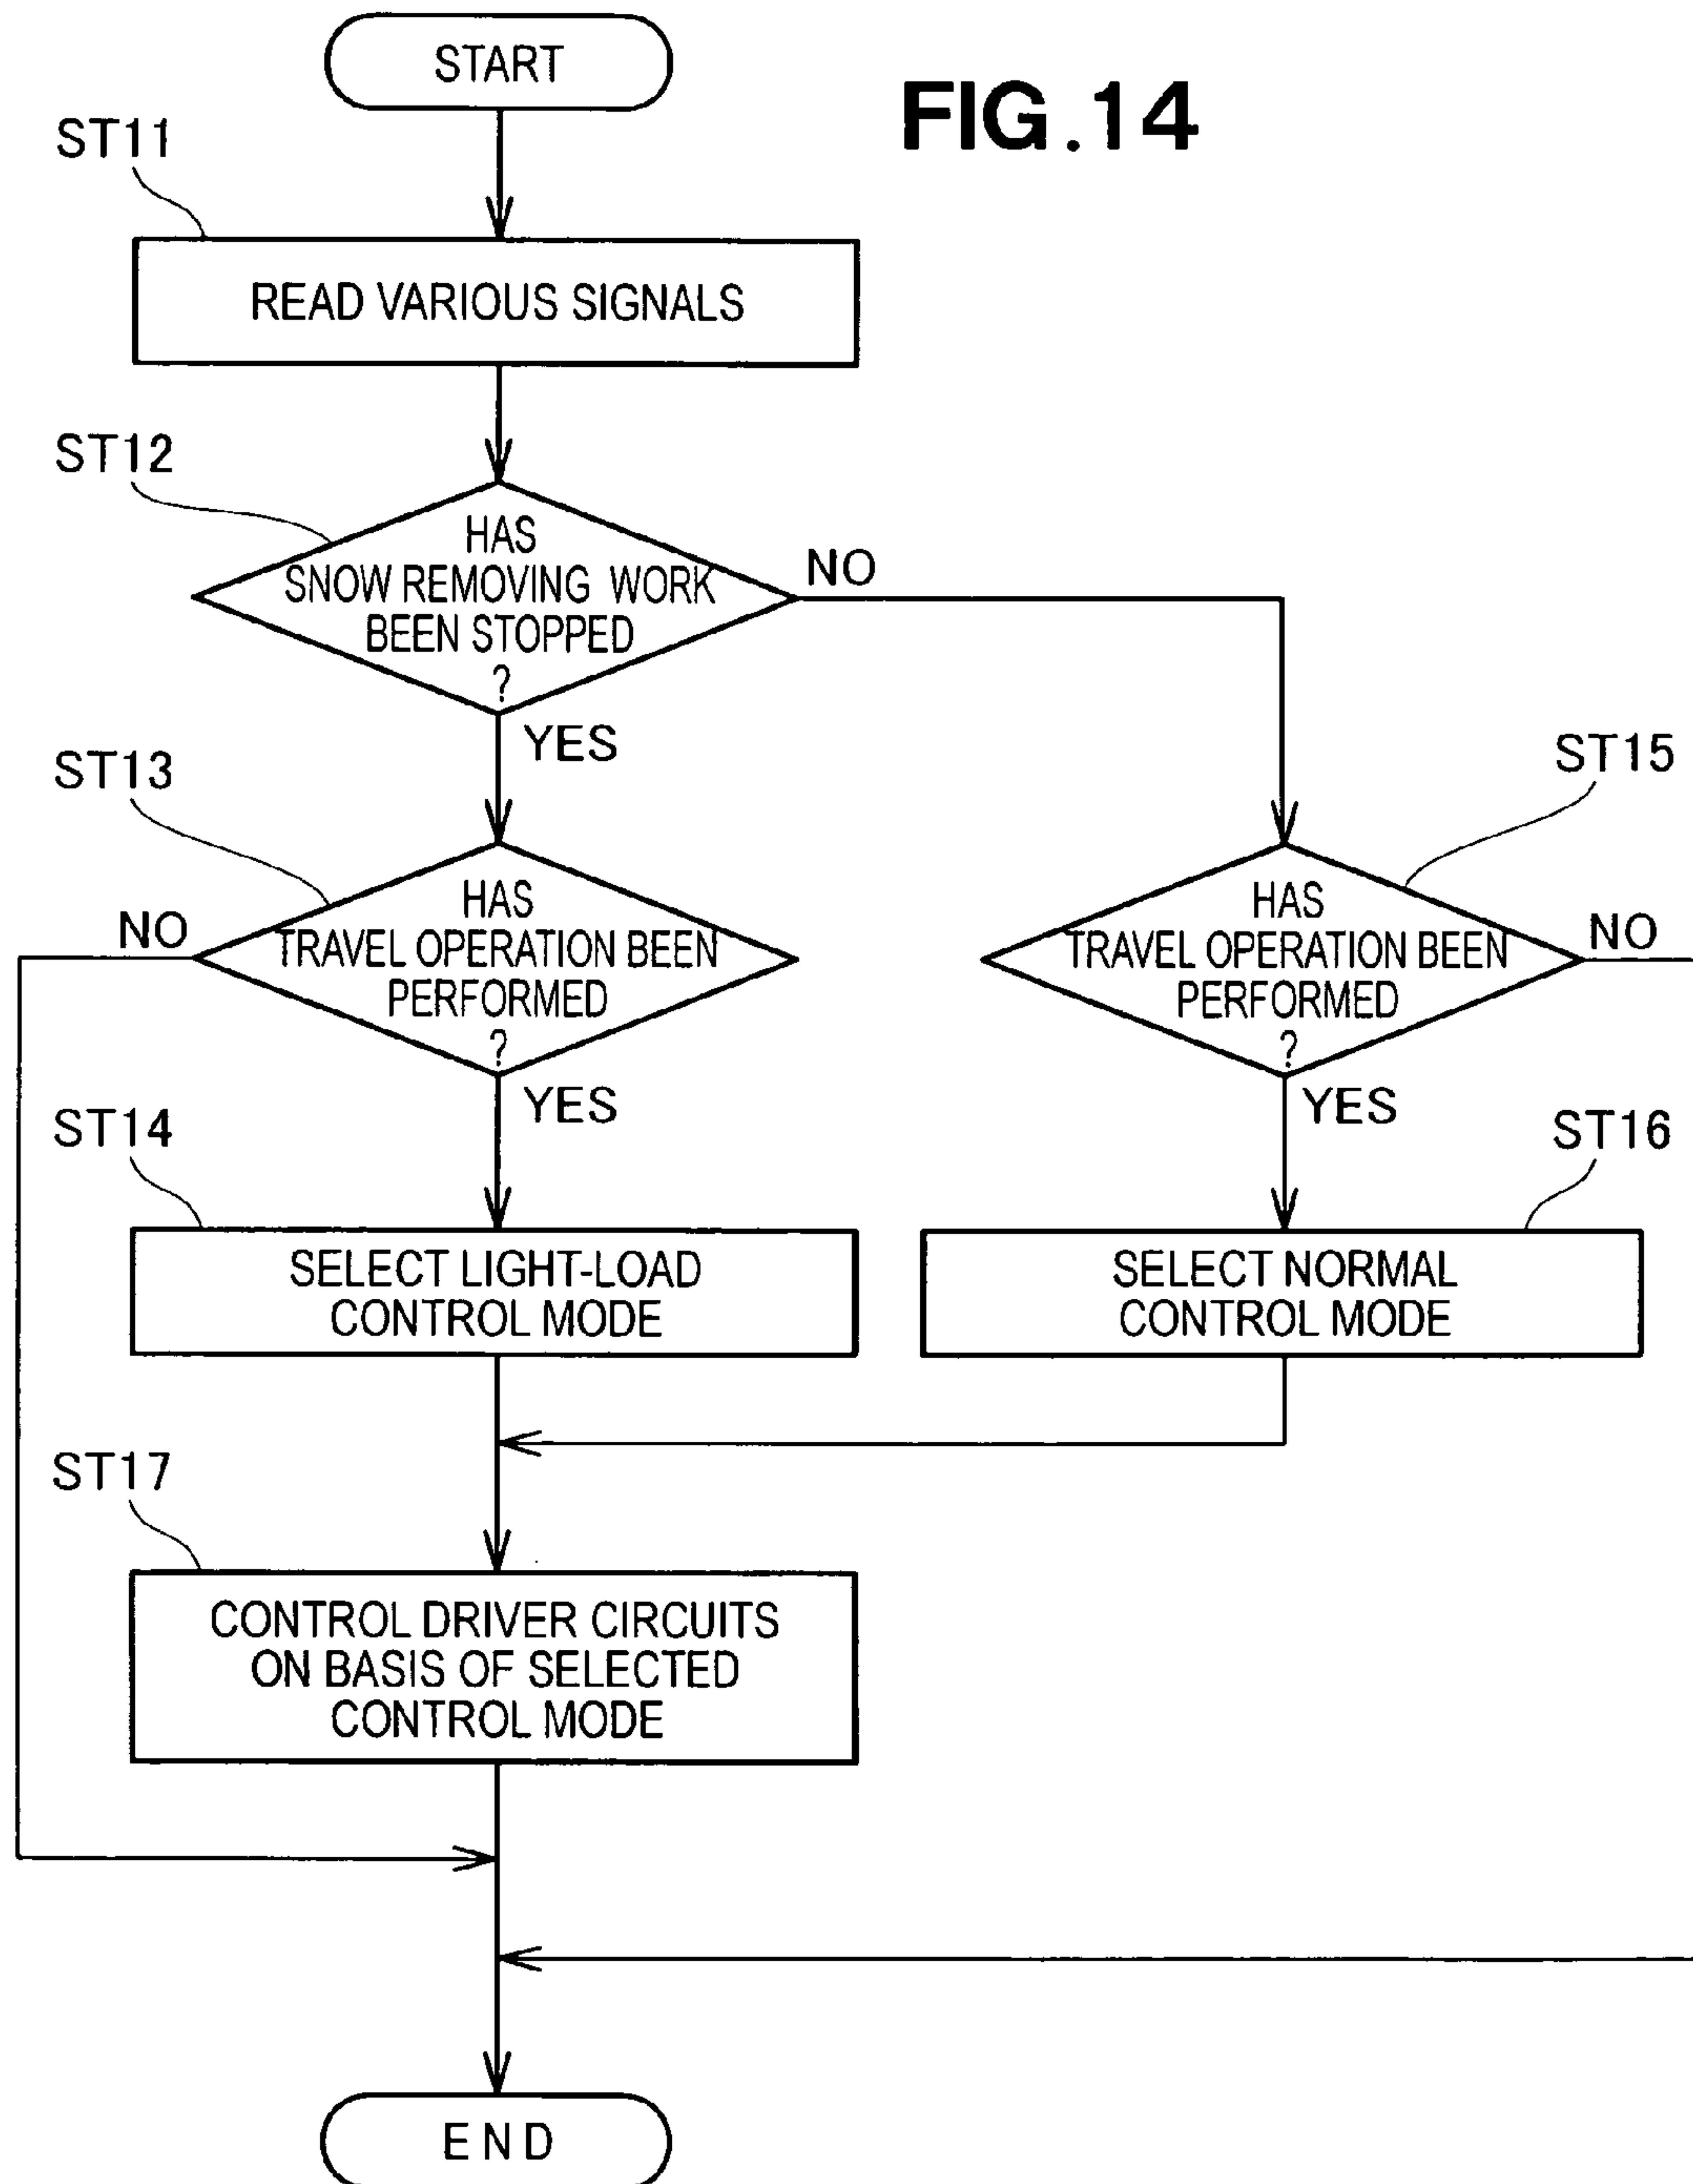 START
FIG.14
ST11
READ VARIOUS SIGNALS
ST12
HAS
SNOW REMOVING WORK
BEEN STOPPED
?
NO
YES
ST13
HAS
TRAVEL OPERATION BEEN
PERFORMED
?
NO
YES
ST15
HAS
TRAVEL OPERATION BEEN
PERFORMED
?
NO
YES
ST14
SELECT LIGHT-LOAD
CONTROL MODE
ST16
SELECT NORMAL
CONTROL MODE
ST17
CONTROL DRIVER CIRCUITS
ON BASIS OF SELECTED
CONTROL MODE
END